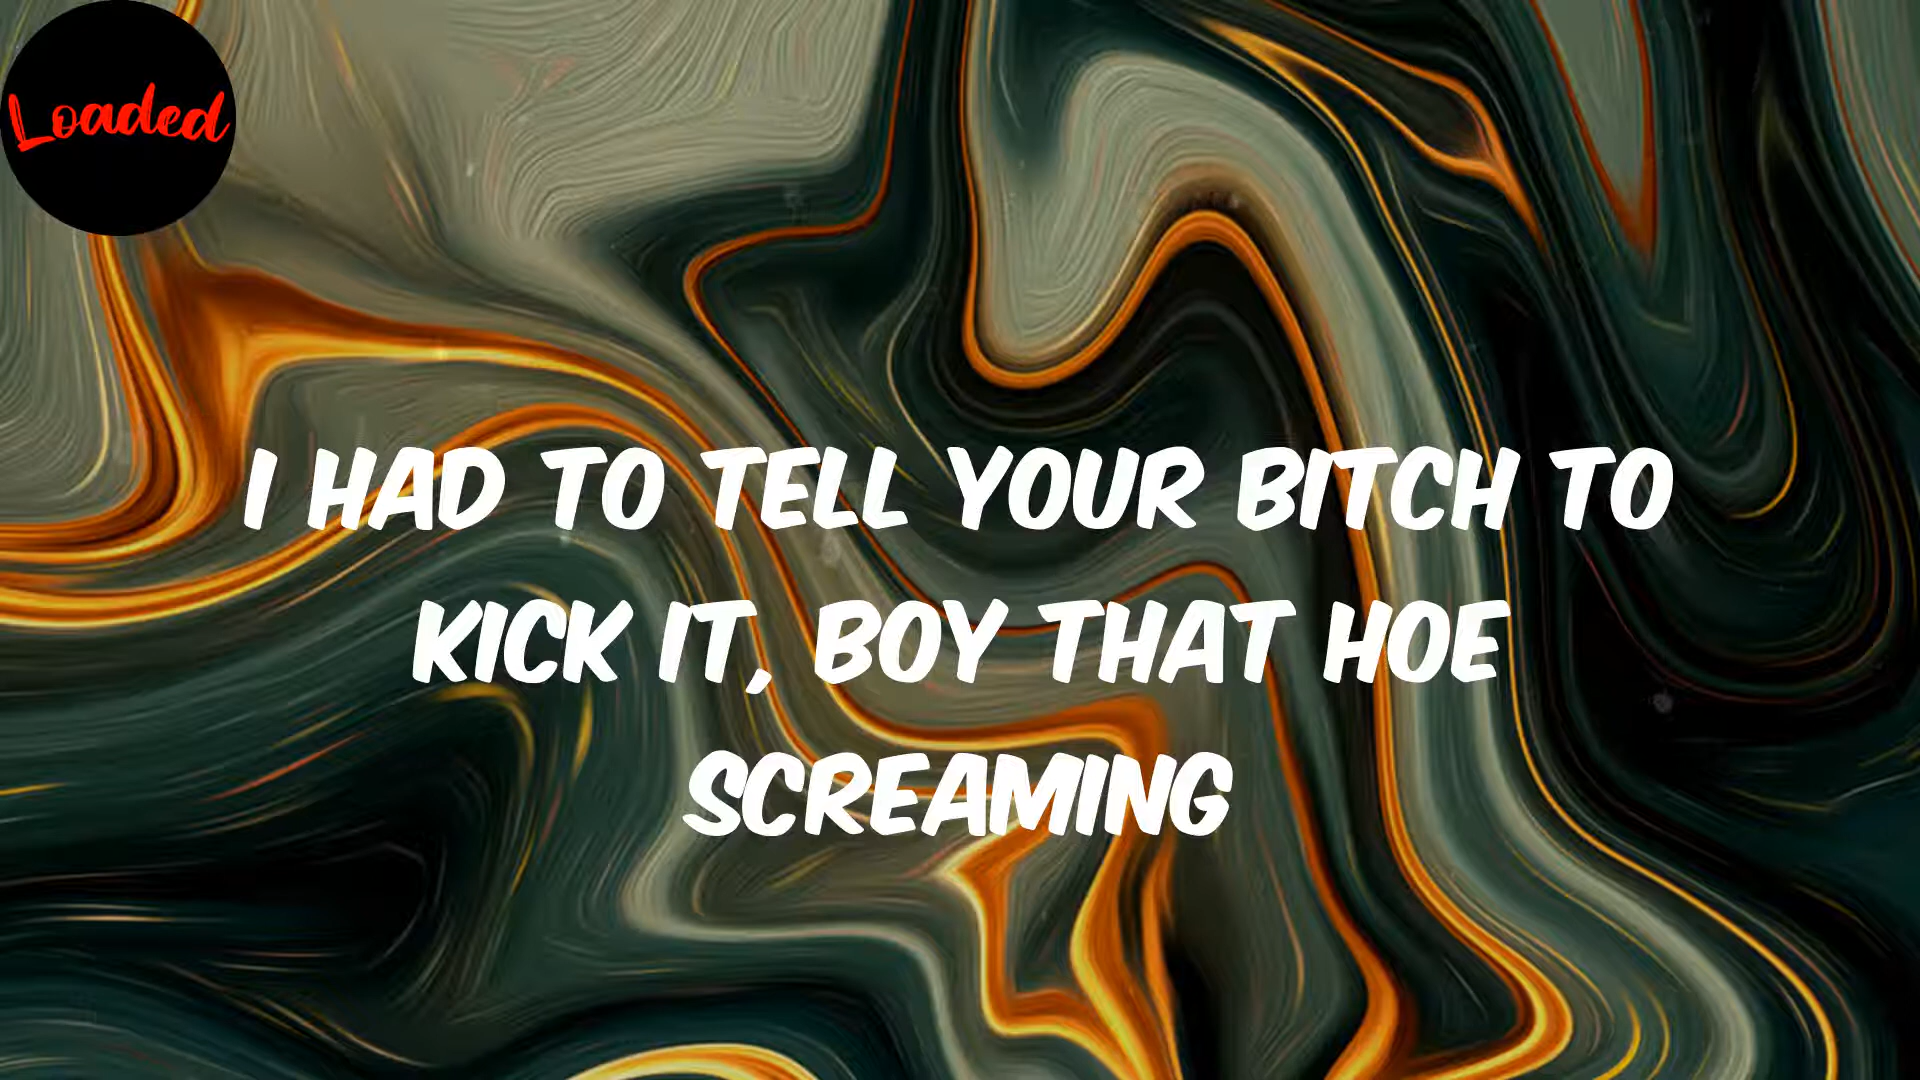 Loaded
I HAD TO TELL YOUR BITCH TO
KICK IT, BOY THAT HOE
SCREAMING